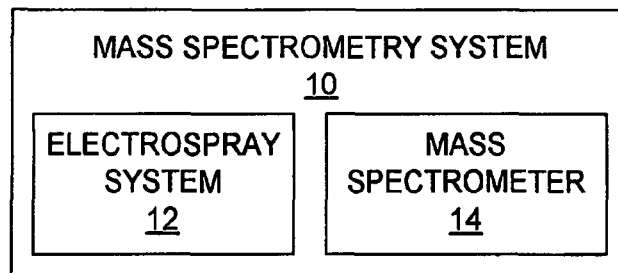 MASS SPECTROMETRY SYSTEM
10
ELECTROSPRAY
SYSTEM
12
MASS
SPECTROMETER
14